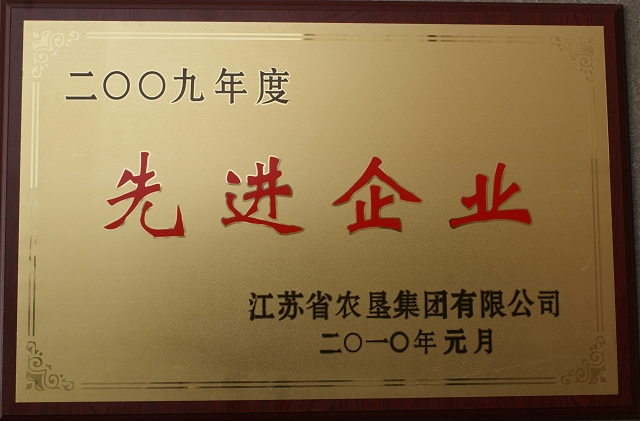 二〇〇九年度
先进企业
江苏省农垦集团有限公司
二〇一〇年元月